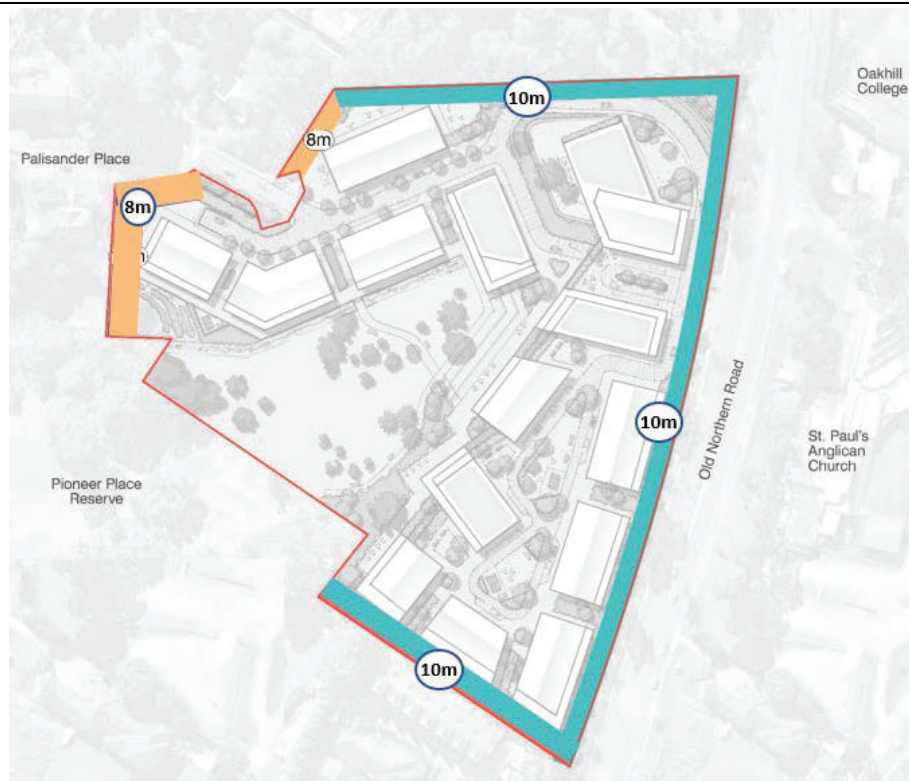 Oakhill
College
10m
8m
Palisander Place
8m
Old Northern Road
10m
St. Paul's
Anglican
Church
Pioneer Place
Reserve
10m